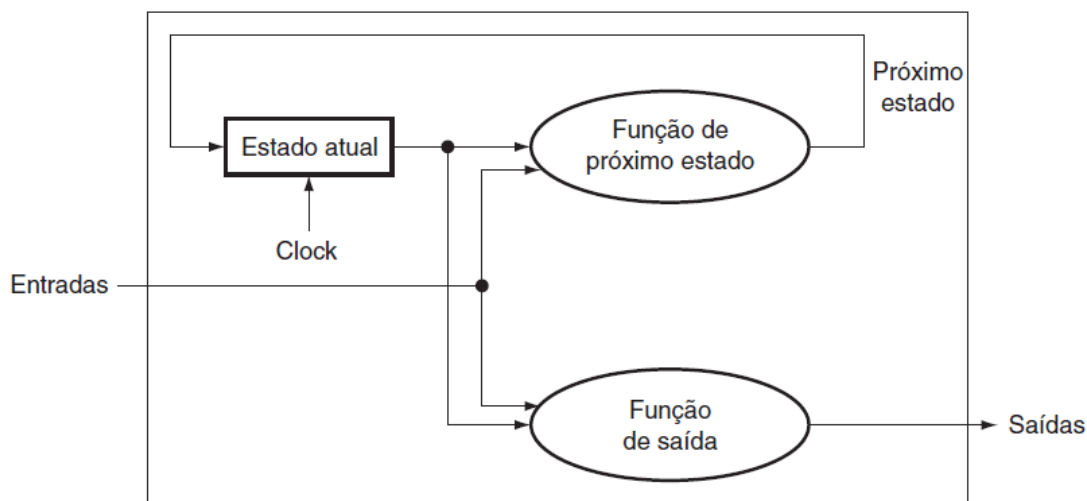 Próximo
estado
Estado atual
Função de
próximo estado
Clock
Entradas
Função
de saída
Saídas